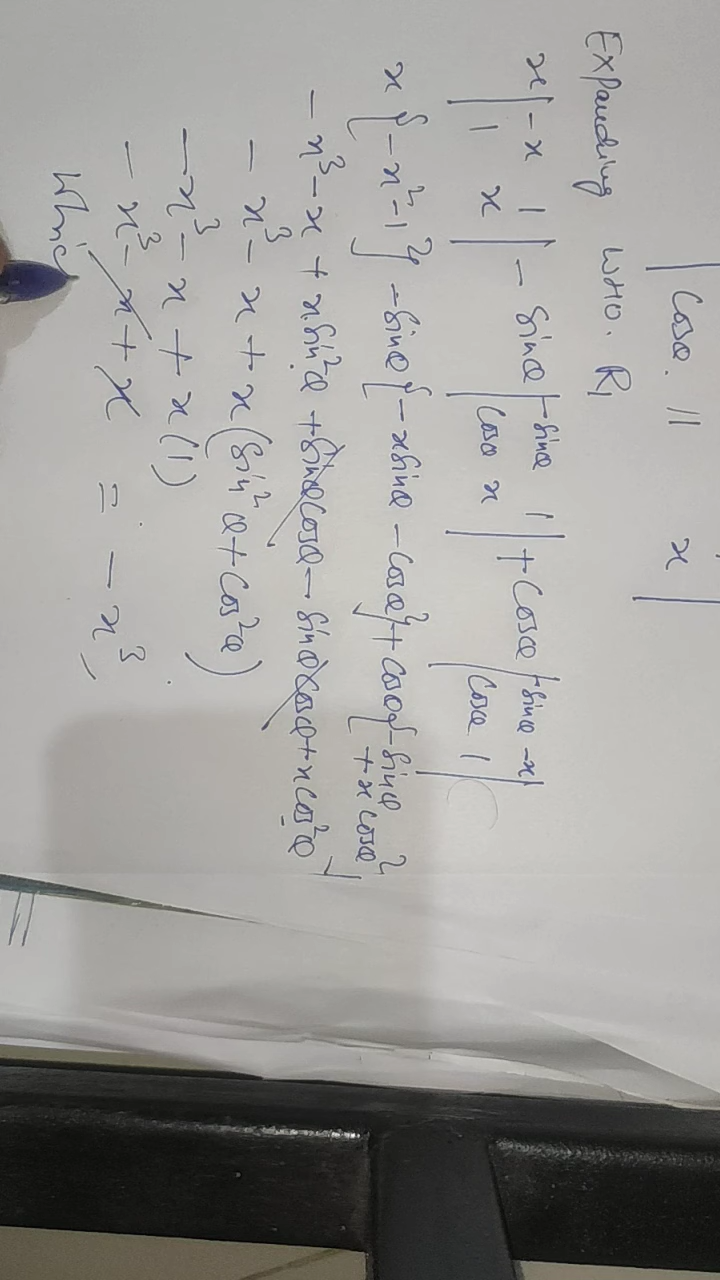 | cosθ 1 x |
Expanding W.H.O. R₁
x |-x 1; 1 x| - sinθ |-sinθ 1; cosθ x| + cosθ |-sinθ -x; cosθ 1|
x{-x²-1} - sinθ{-x sinθ - cosθ} + cosθ{-sinθ + x cosθ}
-x³ - x + x sin²θ + sinθcosθ - sinθcosθ + x cos²θ
-x³ - x + x(sin²θ + cos²θ)
-x³ - x + x(1)
-x³ - x + x = -x³,
Whic